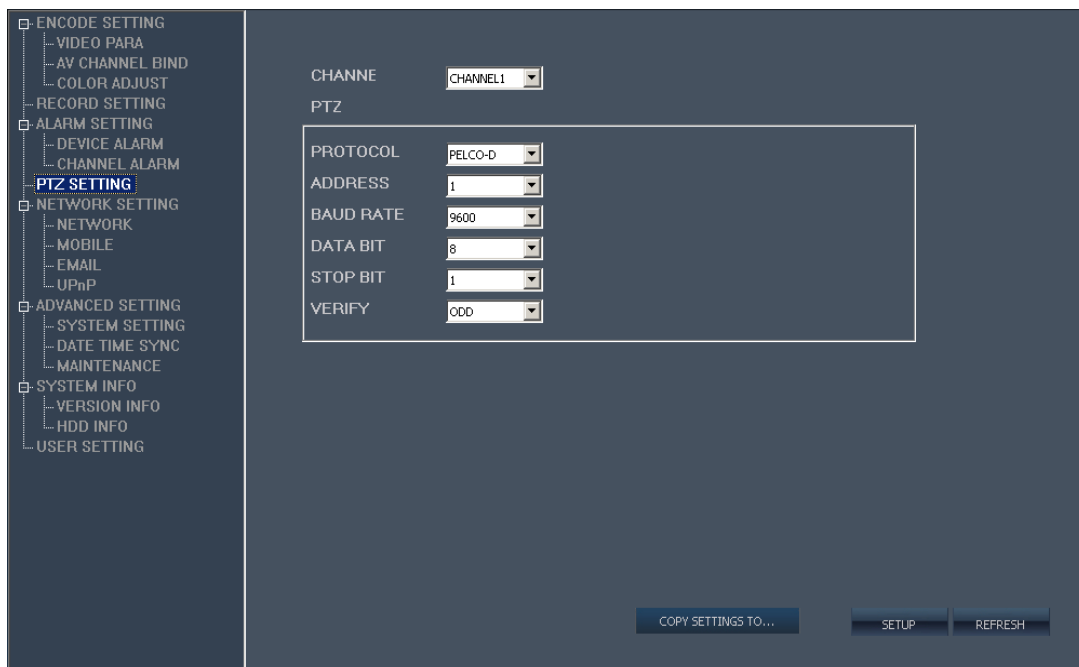 ENCODE SETTING
VIDEO PARA
AV CHANNEL BIND
COLOR ADJUST
RECORD SETTING
ALARM SETTING
DEVICE ALARM
CHANNEL ALARM
PTZ SETTING
NETWORK SETTING
NETWORK
MOBILE
EMAIL
UPnP
ADVANCED SETTING
SYSTEM SETTING
DATE TIME SYNC
MAINTENANCE
SYSTEM INFO
VERSION INFO
HDD INFO
USER SETTING
CHANNE CHANNEL1
PTZ
PROTOCOL PELCO-D
ADDRESS 1
BAUD RATE 9600
DATA BIT 8
STOP BIT 1
VERIFY ODD
COPY SETTINGS TO... SETUP REFRESH